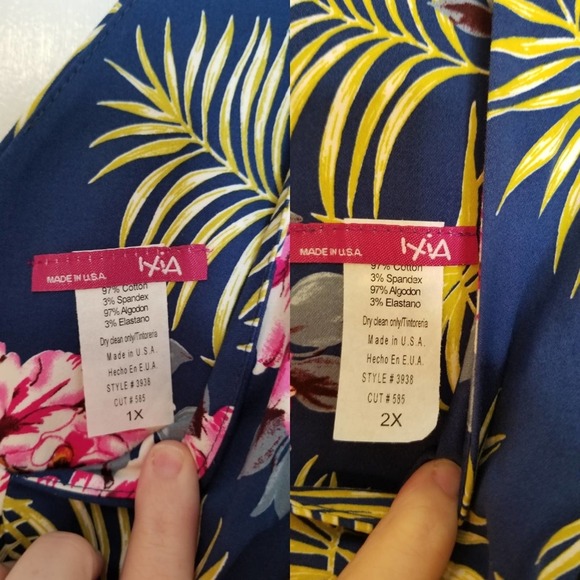 MADE IN U.S.A. IXiA
97% Cotton
3% Spandex
97% Algodon
3% Elastano
Dry clean only/Tintoreria
Made in U.S.A.
Hecho En E.U.A.
STYLE # 3938
CUT # 585
1X
MADE IN U.S.A. IXiA
97% Cotton
3% Spandex
97% Algodon
3% Elastano
Dry clean only/Tintoreria
Made in U.S.A.
Hecho En E.U.A.
STYLE # 3938
CUT # 585
2X